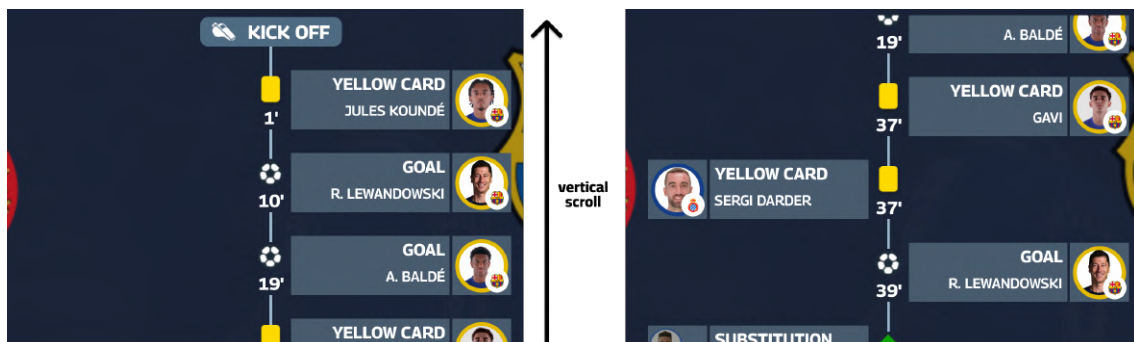 KICK OFF
YELLOW CARD
JULES KOUNDÉ
1'
GOAL
R. LEWANDOWSKI
10'
GOAL
A. BALDÉ
19'
YELLOW CARD
vertical
scroll
19'
A. BALDÉ
YELLOW CARD
GAVI
37'
YELLOW CARD
SERGI DARDER
37'
GOAL
R. LEWANDOWSKI
39'
SUBSTITUTION